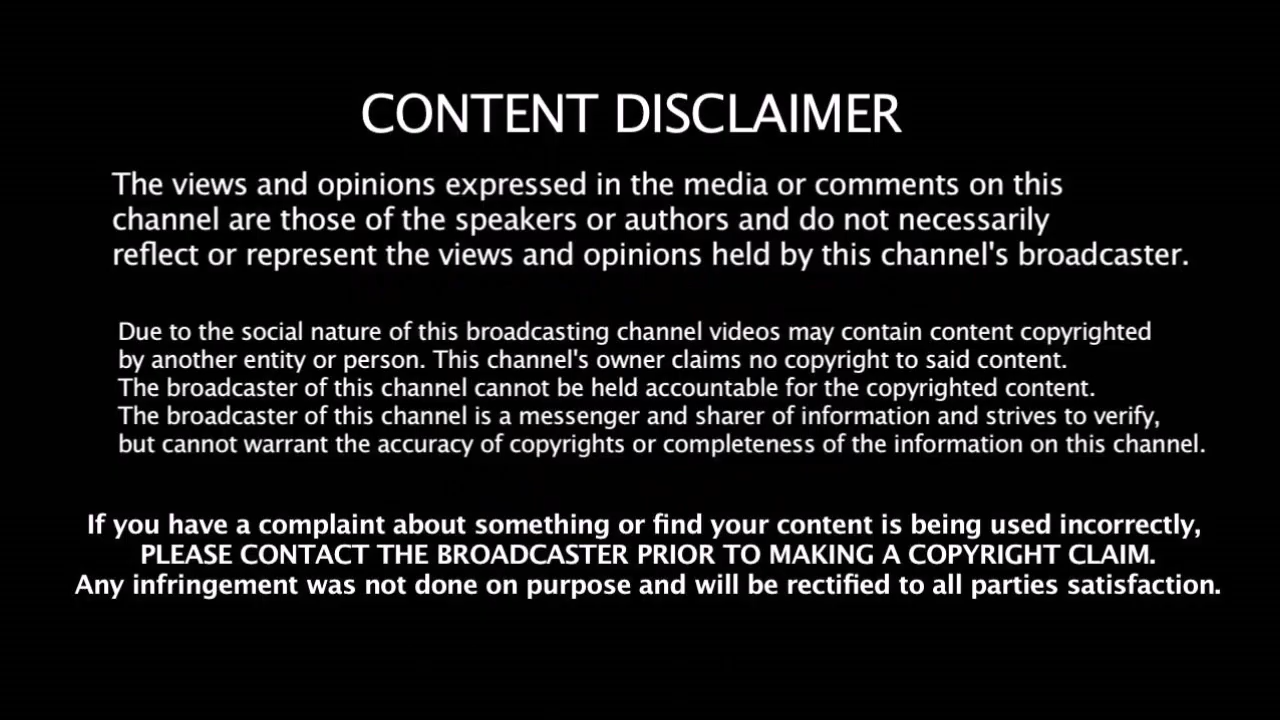 CONTENT DISCLAIMER
The views and opinions expressed in the media or comments on this
channel are those of the speakers or authors and do not necessarily
reflect or represent the views and opinions held by this channel's broadcaster.
Due to the social nature of this broadcasting channel videos may contain content copyrighted
by another entity or person. This channel's owner claims no copyright to said content.
The broadcaster of this channel cannot be held accountable for the copyrighted content.
The broadcaster of this channel is a messenger and sharer of information and strives to verify,
but cannot warrant the accuracy of copyrights or completeness of the information on this channel.
If you have a complaint about something or find your content is being used incorrectly,
PLEASE CONTACT THE BROADCASTER PRIOR TO MAKING A COPYRIGHT CLAIM.
Any infringement was not done on purpose and will be rectified to all parties satisfaction.